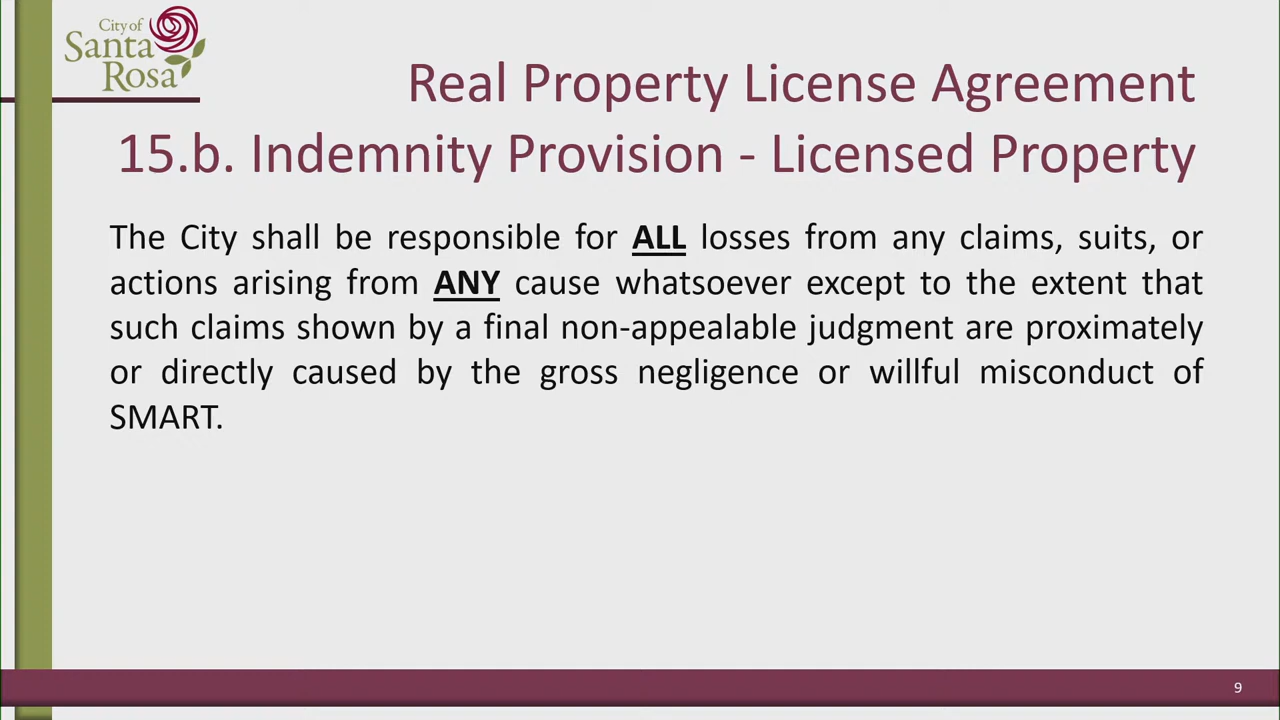 City of
Santa
Rosa
Real Property License Agreement
15.b. Indemnity Provision - Licensed Property
The City shall be responsible for ALL losses from any claims, suits, or
actions arising from ANY cause whatsoever except to the extent that
such claims shown by a final non-appealable judgment are proximately
or directly caused by the gross negligence or willful misconduct of
SMART.
9